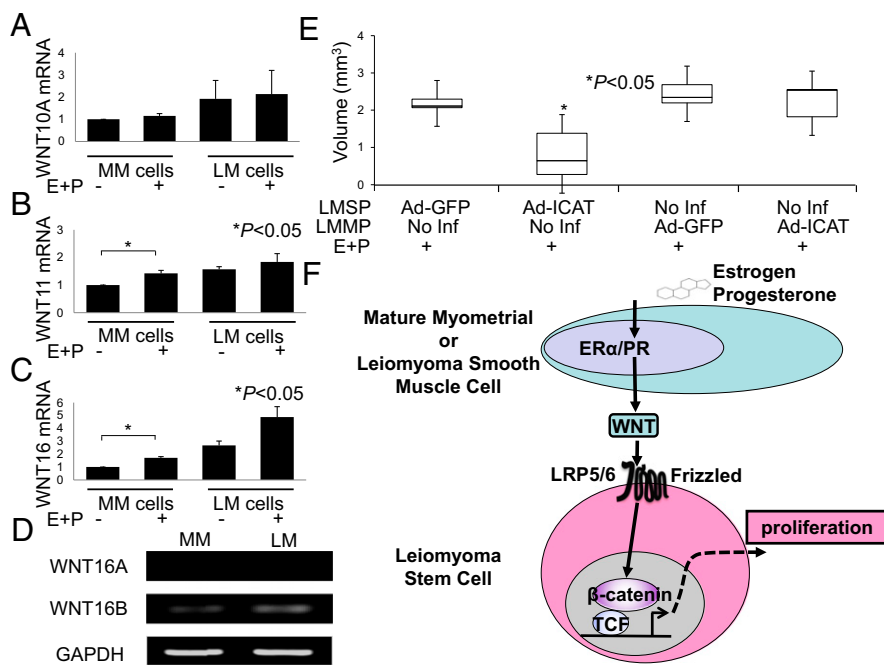 A
WNT10A mRNA
4
3
2
1
0
MM cells LM cells
E+P - + - +
B
WNT11 mRNA
3
2
1
0
*
*P<0.05
MM cells LM cells
E+P - + - +
C
WNT16 mRNA
6
5
4
3
2
1
0
*
*P<0.05
MM cells LM cells
E+P - + - +
D
MM LM
WNT16A
WNT16B
GAPDH
E
Volume (mm³)
4
3
2
1
0
*
*P<0.05
LMSP Ad-GFP Ad-ICAT No Inf No Inf
LMMP No Inf No Inf Ad-GFP Ad-ICAT
E+P + + + +
F
Estrogen
Progesterone
Mature Myometrial
or
Leiomyoma Smooth
Muscle Cell
ERα/PR
WNT
LRP5/6 Frizzled
proliferation
Leiomyoma
Stem Cell
β-catenin
TCF